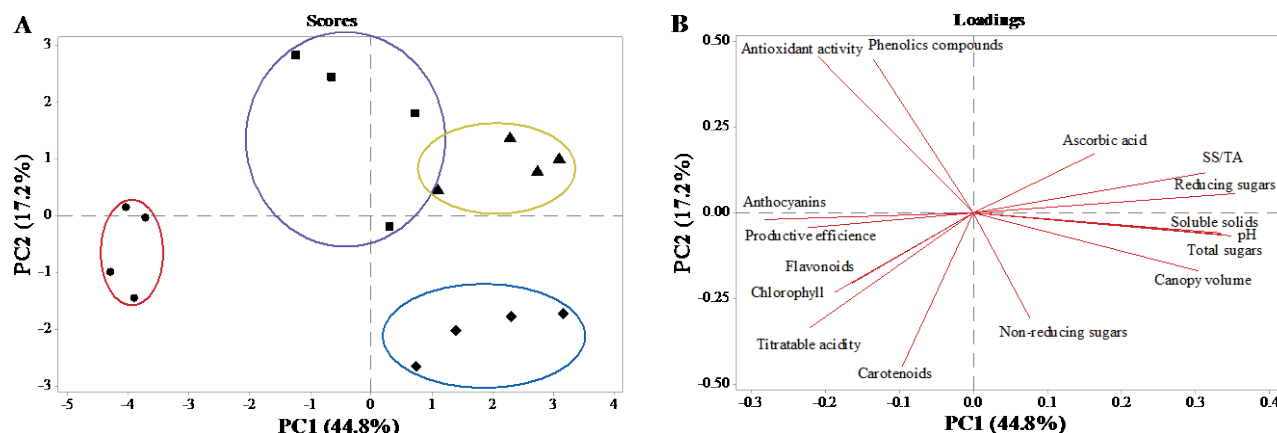 A
Scores
3
2
1
0
-1
-2
-3
PC2 (17.2%)
-5
-4
-3
-2
-1
0
1
2
3
4
PC1 (44.8%)
B
Loadings
0.50
0.25
0.00
-0.25
-0.50
PC2 (17.2%)
Antioxidant activity
Phenolics compounds
Ascorbic acid
SS/TA
Reducing sugars
Anthocyanins
Soluble solids
Productive efficience
pH
Total sugars
Flavonoids
Canopy volume
Chlorophyll
Non-reducing sugars
Titratable acidity
Carotenoids
-0.3
-0.2
-0.1
0.0
0.1
0.2
0.3
0.4
PC1 (44.8%)